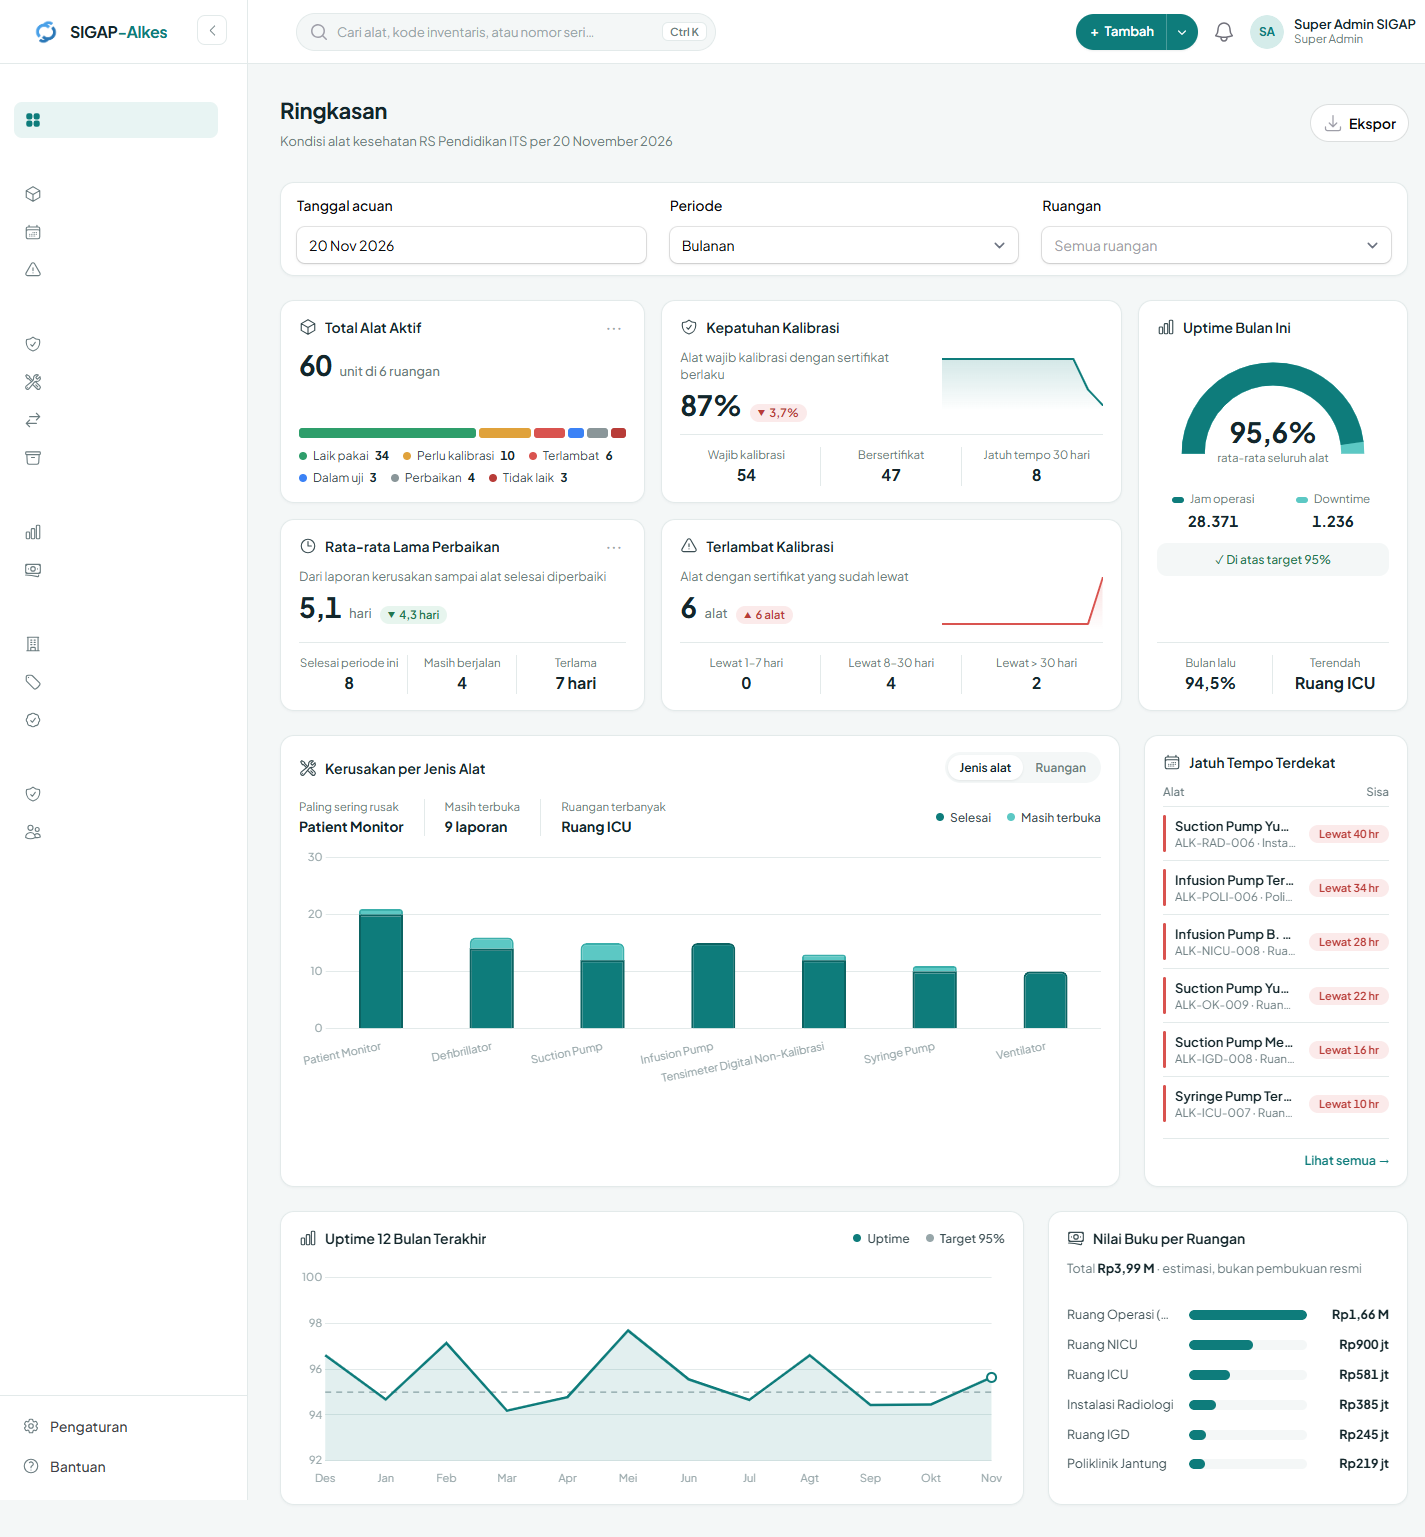 SIGAP-Alkes
Cari alat, kode inventaris, atau nomor seri...
Ctrl K
+ Tambah
SA
Super Admin SIGAP
Super Admin
Ringkasan
Kondisi alat kesehatan RS Pendidikan ITS per 20 November 2026
Ekspor
Tanggal acuan
Periode
Ruangan
20 Nov 2026
Bulanan
Semua ruangan
Total Alat Aktif
...
60 unit di 6 ruangan
Laik pakai 34
Perlu kalibrasi 10
Terlambat 6
Dalam uji 3
Perbaikan 4
Tidak laik 3
Kepatuhan Kalibrasi
Alat wajib kalibrasi dengan sertifikat
berlaku
87% ▼ 3,7%
Wajib kalibrasi
54
Bersertifikat
47
Jatuh tempo 30 hari
8
Uptime Bulan Ini
95,6%
rata-rata seluruh alat
Jam operasi
28.371
Downtime
1.236
✓ Di atas target 95%
Bulan lalu
94,5%
Terendah
Ruang ICU
Rata-rata Lama Perbaikan
...
Dari laporan kerusakan sampai alat selesai diperbaiki
5,1 hari ▼ 4,3 hari
Selesai periode ini
8
Masih berjalan
4
Terlama
7 hari
Terlambat Kalibrasi
Alat dengan sertifikat yang sudah lewat
6 alat ▲ 6 alat
Lewat 1–7 hari
0
Lewat 8–30 hari
4
Lewat > 30 hari
2
Kerusakan per Jenis Alat
Jenis alat
Ruangan
Paling sering rusak
Patient Monitor
Masih terbuka
9 laporan
Ruangan terbanyak
Ruang ICU
Selesai
Masih terbuka
30
20
10
0
Patient Monitor
Defibrillator
Suction Pump
Infusion Pump
Tensimeter Digital Non-Kalibrasi
Syringe Pump
Ventilator
Jatuh Tempo Terdekat
Alat
Sisa
Suction Pump Yu...
ALK-RAD-006 · Insta...
Lewat 40 hr
Infusion Pump Ter...
ALK-POLI-006 · Poli...
Lewat 34 hr
Infusion Pump B. ...
ALK-NICU-008 · Rua...
Lewat 28 hr
Suction Pump Yu...
ALK-OK-009 · Ruan...
Lewat 22 hr
Suction Pump Me...
ALK-IGD-008 · Ruan...
Lewat 16 hr
Syringe Pump Ter...
ALK-ICU-007 · Ruan...
Lewat 10 hr
Lihat semua →
Uptime 12 Bulan Terakhir
Uptime
Target 95%
100
98
96
94
92
Des
Jan
Feb
Mar
Apr
Mei
Jun
Jul
Agt
Sep
Okt
Nov
Nilai Buku per Ruangan
Total Rp3,99 M · estimasi, bukan pembukuan resmi
Ruang Operasi (... Rp1,66 M
Ruang NICU Rp900 jt
Ruang ICU Rp581 jt
Instalasi Radiologi Rp385 jt
Ruang IGD Rp245 jt
Poliklinik Jantung Rp219 jt
Pengaturan
Bantuan